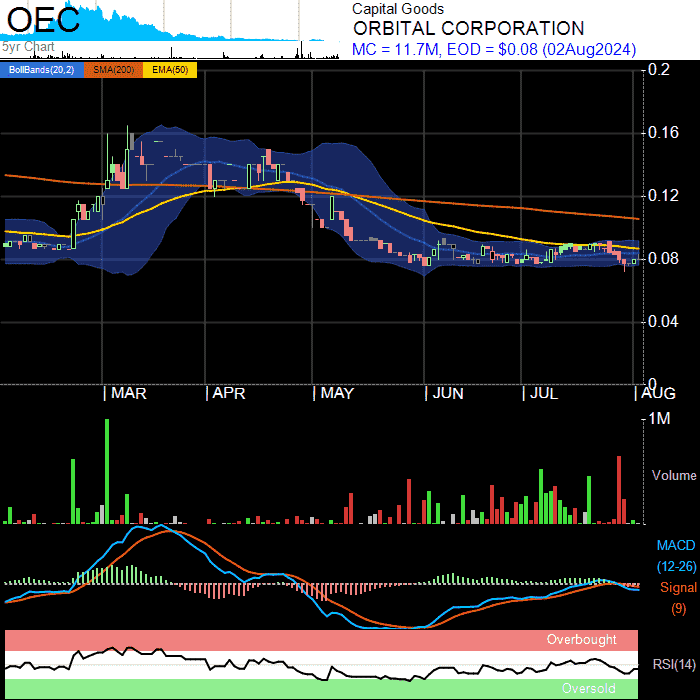 OEC
Capital Goods
ORBITAL CORPORATION
5yr Chart
MC = 11.7M, EOD = $0.08 (02Aug2024)
BollBands(20,2) SMA(200) EMA(50)
0.2
0.16
0.12
0.08
0.04
0
| MAR | APR | MAY | JUN | JUL | AUG
1M
Volume
MACD
(12-26)
Signal
(9)
Overbought
RSI(14)
Oversold